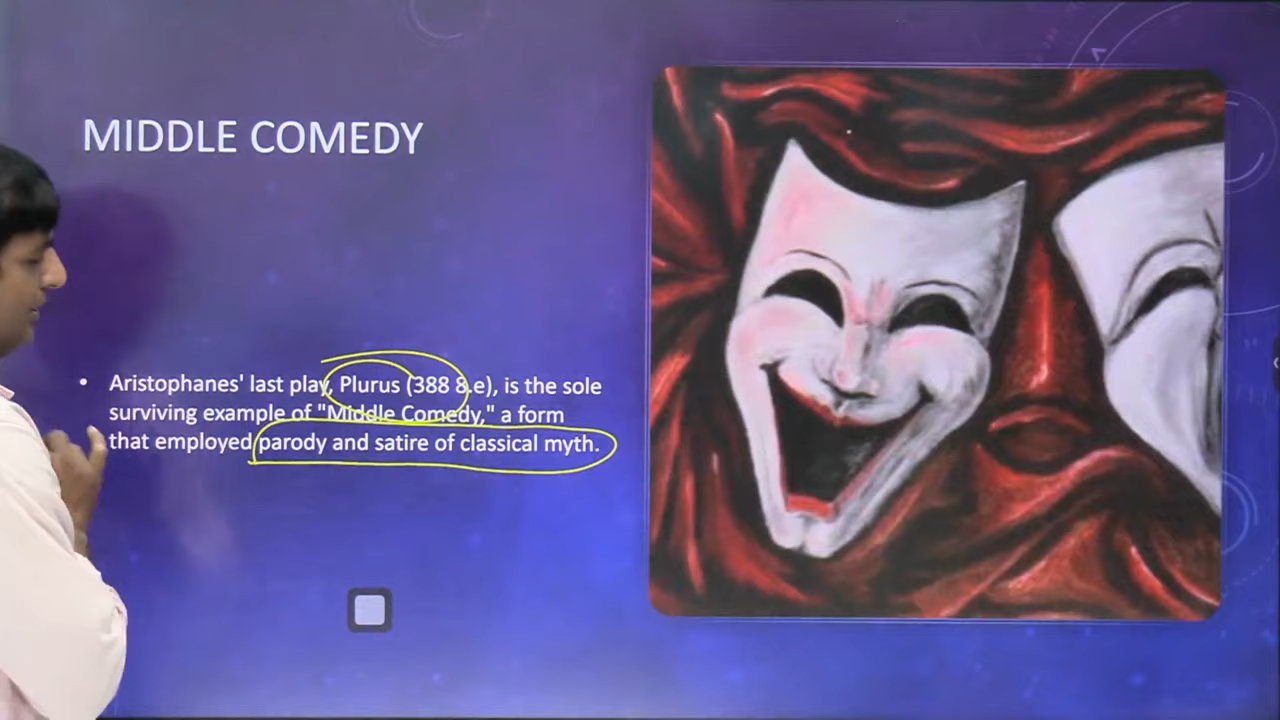 MIDDLE COMEDY
• Aristophanes' last play, Plurus (388 8.e), is the sole
surviving example of "Middle Comedy," a form
that employed parody and satire of classical myth.